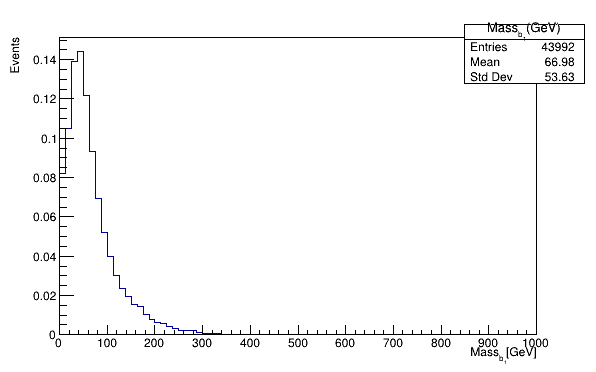 Mass_b₁(GeV)
Entries 43992
Mean 66.98
Std Dev 53.63
Events
0.14
0.12
0.1
0.08
0.06
0.04
0.02
0
0 100 200 300 400 500 600 700 800 900 1000
Mass_b₁[GeV]